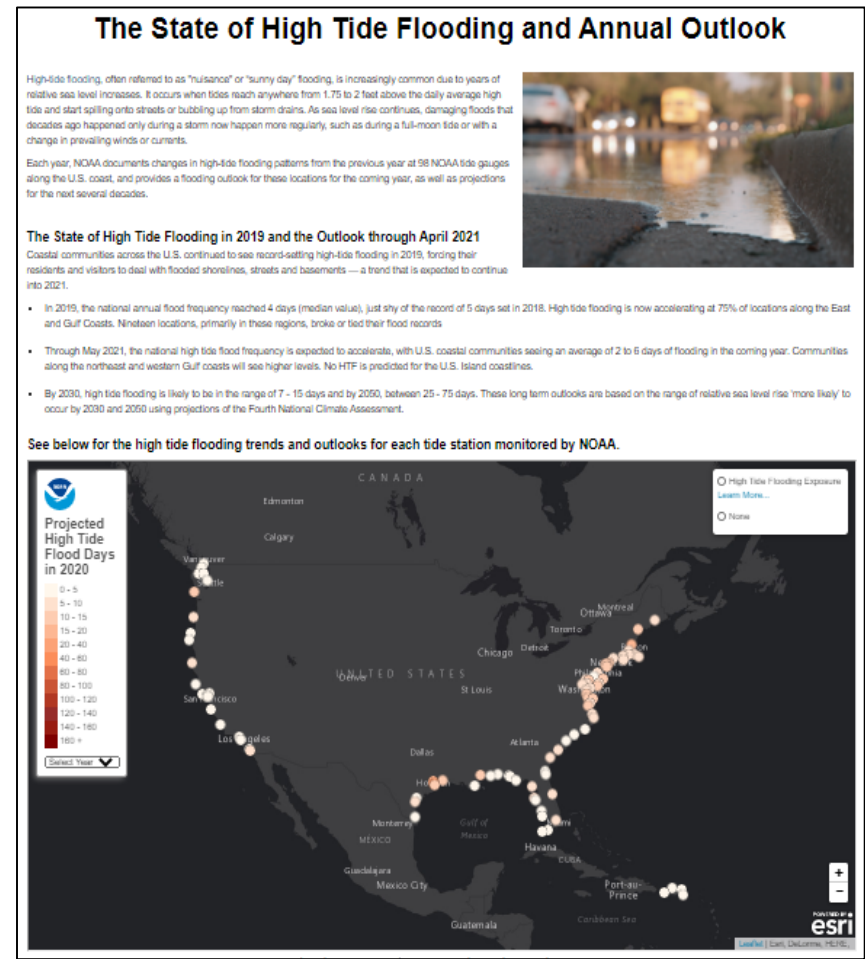 The State of High Tide Flooding and Annual Outlook
High-tide flooding, often referred to as "nuisance" or "sunny day" flooding, is increasingly common due to years of
relative sea level increases. It occurs when tides reach anywhere from 1.75 to 2 feet above the daily average high
tide and start spilling onto streets or bubbling up from storm drains. As sea level rise continues, damaging floods that
decades ago happened only during a storm now happen more regularly, such as during a full-moon tide or with a
change in prevailing winds or currents.
Each year, NOAA documents changes in high-tide flooding patterns from the previous year at 98 NOAA tide gauges
along the U.S. coast, and provides a flooding outlook for these locations for the coming year, as well as projections
for the next several decades.
The State of High Tide Flooding in 2019 and the Outlook through April 2021
Coastal communities across the U.S. continued to see record-setting high-tide flooding in 2019, forcing their
residents and visitors to deal with flooded shorelines, streets and basements — a trend that is expected to continue
into 2021.
• In 2019, the national annual flood frequency reached 4 days (median value), just shy of the record of 5 days set in 2018. High tide flooding is now accelerating at 75% of locations along the East
and Gulf Coasts. Nineteen locations, primarily in these regions, broke or tied their flood records
• Through May 2021, the national high tide flood frequency is expected to accelerate, with U.S. coastal communities seeing an average of 2 to 6 days of flooding in the coming year. Communities
along the northeast and western Gulf coasts will see higher levels. No HTF is predicted for the U.S. Island coastlines.
• By 2030, high tide flooding is likely to be in the range of 7 - 15 days and by 2050, between 25 - 75 days. These long term outlooks are based on the range of relative sea level rise 'more likely' to
occur by 2030 and 2050 using projections of the Fourth National Climate Assessment.
See below for the high tide flooding trends and outlooks for each tide station monitored by NOAA.
Projected
High Tide
Flood Days
in 2020
0 - 5
5 - 10
10 - 15
15 - 20
20 - 40
40 - 60
60 - 80
80 - 100
100 - 120
120 - 140
140 - 160
160 +
Select Year
High Tide Flooding Exposure
Learn More...
None
CANADA
Edmonton
Calgary
Vancouver
Seattle
Ottawa
Montreal
Toronto
Boston
Detroit
Chicago
New York
Philadelphia
UNITED STATES
Denver
St Louis
Washington
San Francisco
Los Angeles
Atlanta
Dallas
Houston
Monterrey
Gulf of
Mexico
Miami
MÉXICO
Havana
CUBA
Guadalajara
Mexico City
Port-au-
Prince
Caribbean Sea
Guatemala
+
−
POWERED BY
esri
Leaflet | Esri, DeLorme, HERE,